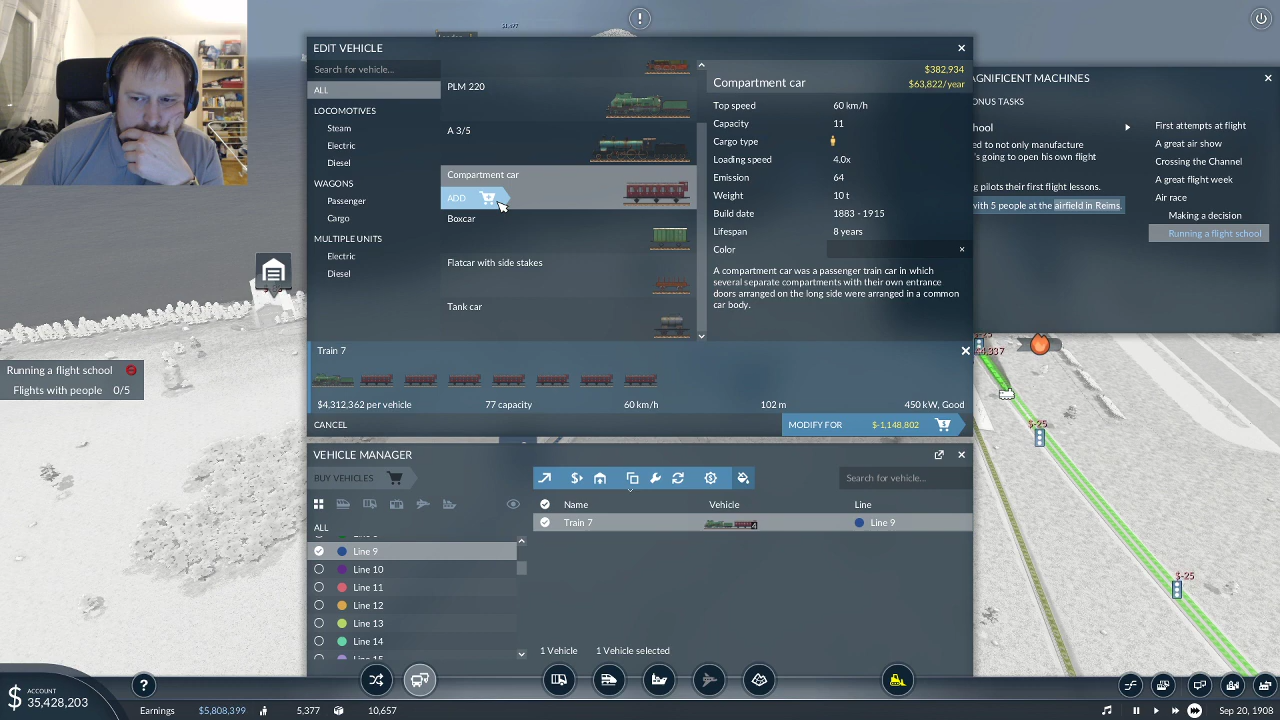 EDIT VEHICLE
Search for vehicle...
ALL
LOCOMOTIVES
Steam
Electric
Diesel
WAGONS
Passenger
Cargo
MULTIPLE UNITS
Electric
Diesel
PLM 220
A 3/5
Compartment car
ADD
Boxcar
Flatcar with side stakes
Tank car
$382,934
Compartment car
$63,822/year
Top speed 60 km/h
Capacity 11
Cargo type
Loading speed 4.0x
Emission 64
Weight 10 t
Build date 1883 - 1915
Lifespan 8 years
Color
A compartment car was a passenger train car in which
several separate compartments with their own entrance
doors arranged on the long side were arranged in a common
car body.
Train 7
$4,312,362 per vehicle 77 capacity 60 km/h 102 m 450 kW, Good
CANCEL
MODIFY FOR $-1,148,802
AGNIFICENT MACHINES
ONUS TASKS
hool
ed to not only manufacture
's going to open his own flight
g pilots their first flight lessons.
with 5 people at the airfield in Reims.
First attempts at flight
A great air show
Crossing the Channel
A great flight week
Air race
Making a decision
Running a flight school
Running a flight school
Flights with people 0/5
$-25
$-25
VEHICLE MANAGER
BUY VEHICLES
Search for vehicle...
ALL
Line 9
Line 10
Line 11
Line 12
Line 13
Line 14
Name Vehicle Line
Train 7 Line 9
1 Vehicle 1 Vehicle selected
ACCOUNT
$ 35,428,203
Earnings $5,808,399 5,377 10,657
Sep 20, 1908